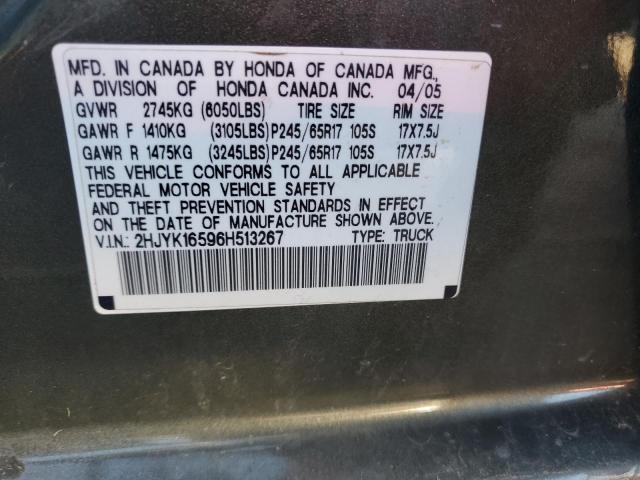 MFD. IN CANADA BY HONDA OF CANADA MFG.,
A DIVISION OF HONDA CANADA INC. 04/05
GVWR 2745KG (6050LBS) TIRE SIZE RIM SIZE
GAWR F 1410KG (3105LBS) P245/65R17 105S 17X7.5J
GAWR R 1475KG (3245LBS) P245/65R17 105S 17X7.5J
THIS VEHICLE CONFORMS TO ALL APPLICABLE
FEDERAL MOTOR VEHICLE SAFETY
AND THEFT PREVENTION STANDARDS IN EFFECT
ON THE DATE OF MANUFACTURE SHOWN ABOVE.
V.I.N.: 2HJYK16596H513267 TYPE: TRUCK